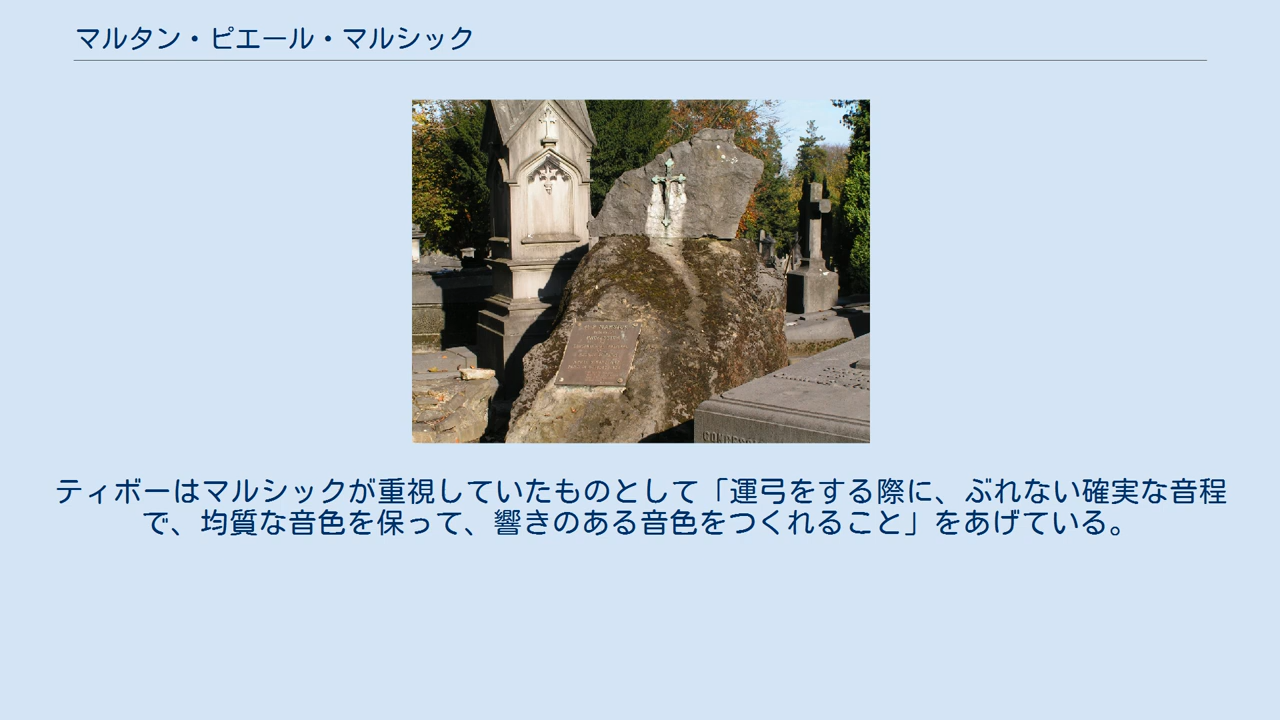 マルタン・ピエール・マルシック
ティボーはマルシックが重視していたものとして「運弓をする際に、ぶれない確実な音程
で、均質な音色を保って、響きのある音色をつくれること」をあげている。